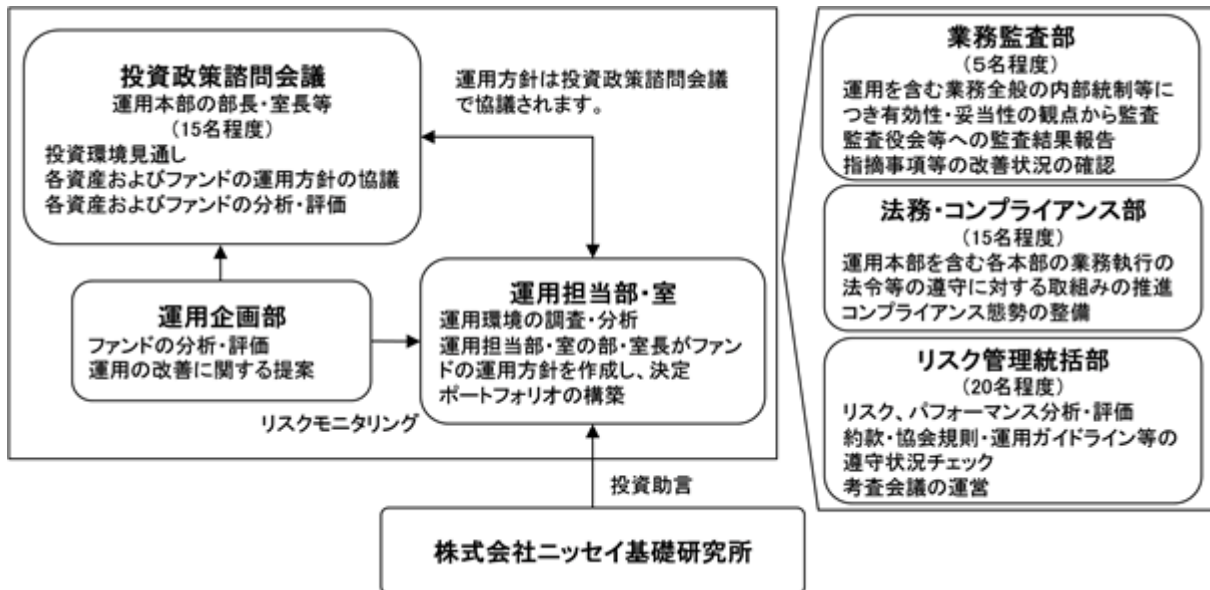 投資政策諮問会議
運用本部の部長・室長等
(15名程度)
投資環境見通し
各資産およびファンドの運用方針の協議
各資産およびファンドの分析・評価
運用方針は投資政策諮問会議
で協議されます。
運用企画部
ファンドの分析・評価
運用の改善に関する提案
リスクモニタリング
運用担当部・室
運用環境の調査・分析
運用担当部・室の部・室長がファン
ドの運用方針を作成し、決定
ポートフォリオの構築
投資助言
株式会社ニッセイ基礎研究所
業務監査部
(5名程度)
運用を含む業務全般の内部統制等に
つき有効性・妥当性の観点から監査
監査役会等への監査結果報告
指摘事項等の改善状況の確認
法務・コンプライアンス部
(15名程度)
運用本部を含む各本部の業務執行の
法令等の遵守に対する取組みの推進
コンプライアンス態勢の整備
リスク管理統括部
(20名程度)
リスク、パフォーマンス分析・評価
約款・協会規則・運用ガイドライン等の
遵守状況チェック
考査会議の運営